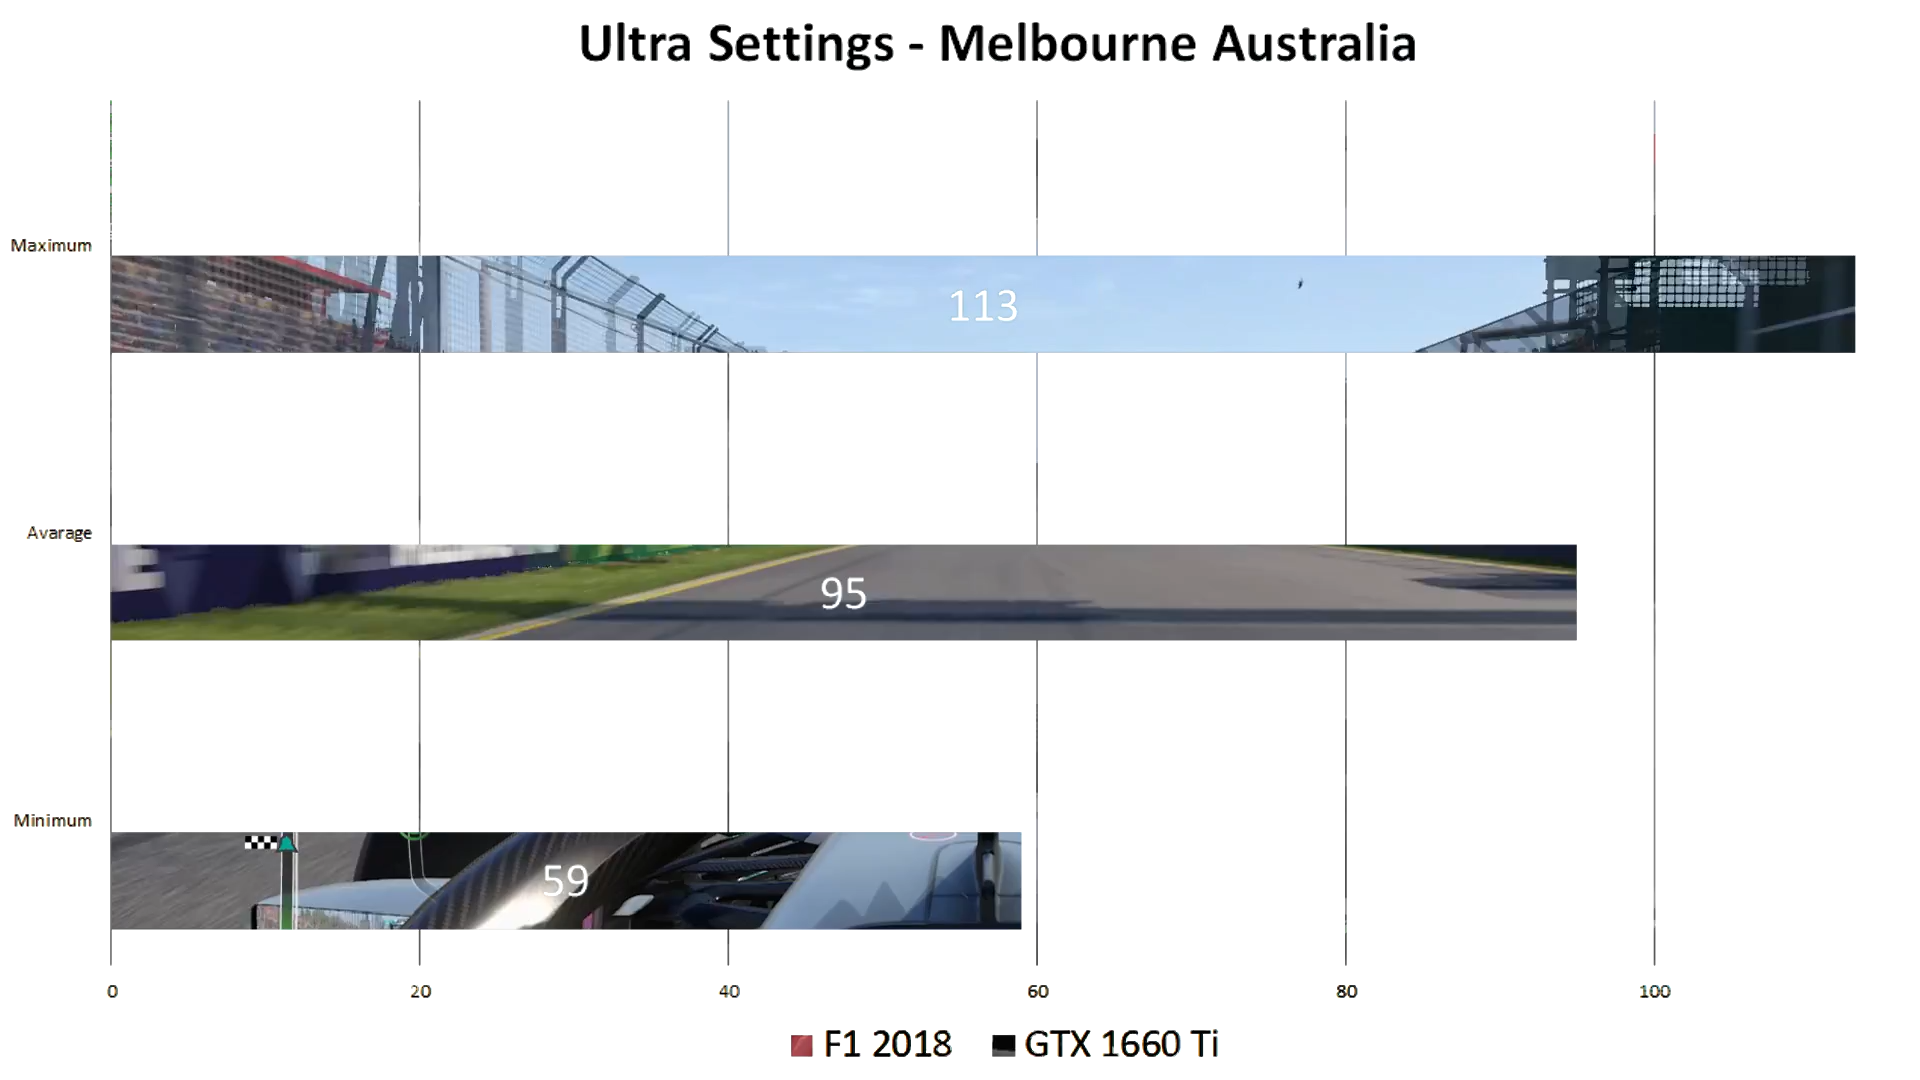 Ultra Settings - Melbourne Australia
Maximum
113
Avarage
E
95
Minimum
59
0 20 40 60 80 100
F1 2018 GTX 1660 Ti